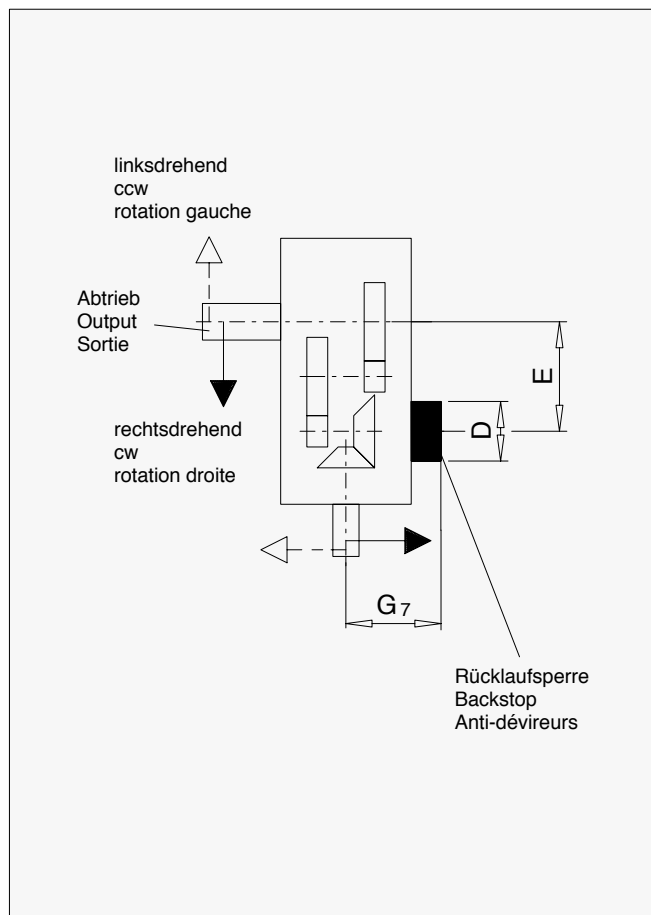 linksdrehend
ccw
rotation gauche
Abtrieb
Output
Sortie
E
D
rechtsdrehend
cw
rotation droite
G7
Rücklaufsperre
Backstop
Anti-dévireurs